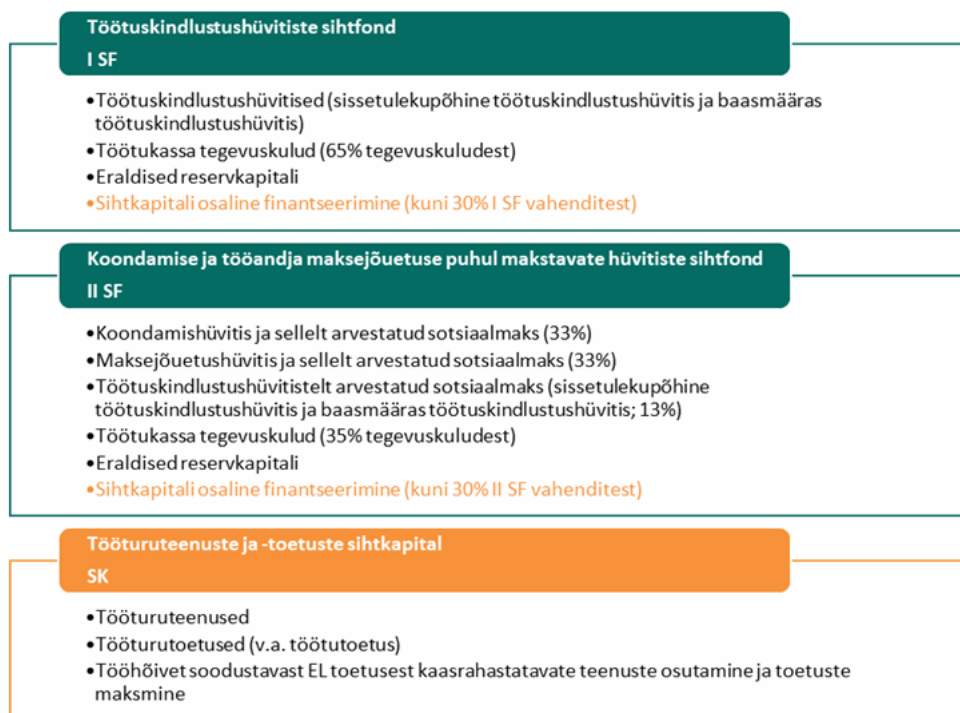 Töötuskindlustushüvitiste sihtfond
I SF
•Töötuskindlustushüvitised (sissetulekupõhine töötuskindlustushüvitis ja baasmääras
töötuskindlustushüvitis)
•Töötukassa tegevuskulud (65% tegevuskuludest)
•Eraldised reservkapitali
•Sihtkapitali osaline finantseerimine (kuni 30% I SF vahenditest)
Koondamise ja tööandja maksejõuetuse puhul makstavate hüvitiste sihtfond
II SF
•Koondamishüvitis ja sellelt arvestatud sotsiaalmaks (33%)
•Maksejõuetushüvitis ja sellelt arvestatud sotsiaalmaks (33%)
•Töötuskindlustushüvitistelt arvestatud sotsiaalmaks (sissetulekupõhine
töötuskindlustushüvitis ja baasmääras töötuskindlustushüvitis; 13%)
•Töötukassa tegevuskulud (35% tegevuskuludest)
•Eraldised reservkapitali
•Sihtkapitali osaline finantseerimine (kuni 30% II SF vahenditest)
Tööturuteenuste ja -toetuste sihtkapital
SK
•Tööturuteenused
•Tööturutoetused (v.a. töötutoetus)
•Tööhõivet soodustavast EL toetusest kaasrahastatavate teenuste osutamine ja toetuste
maksmine